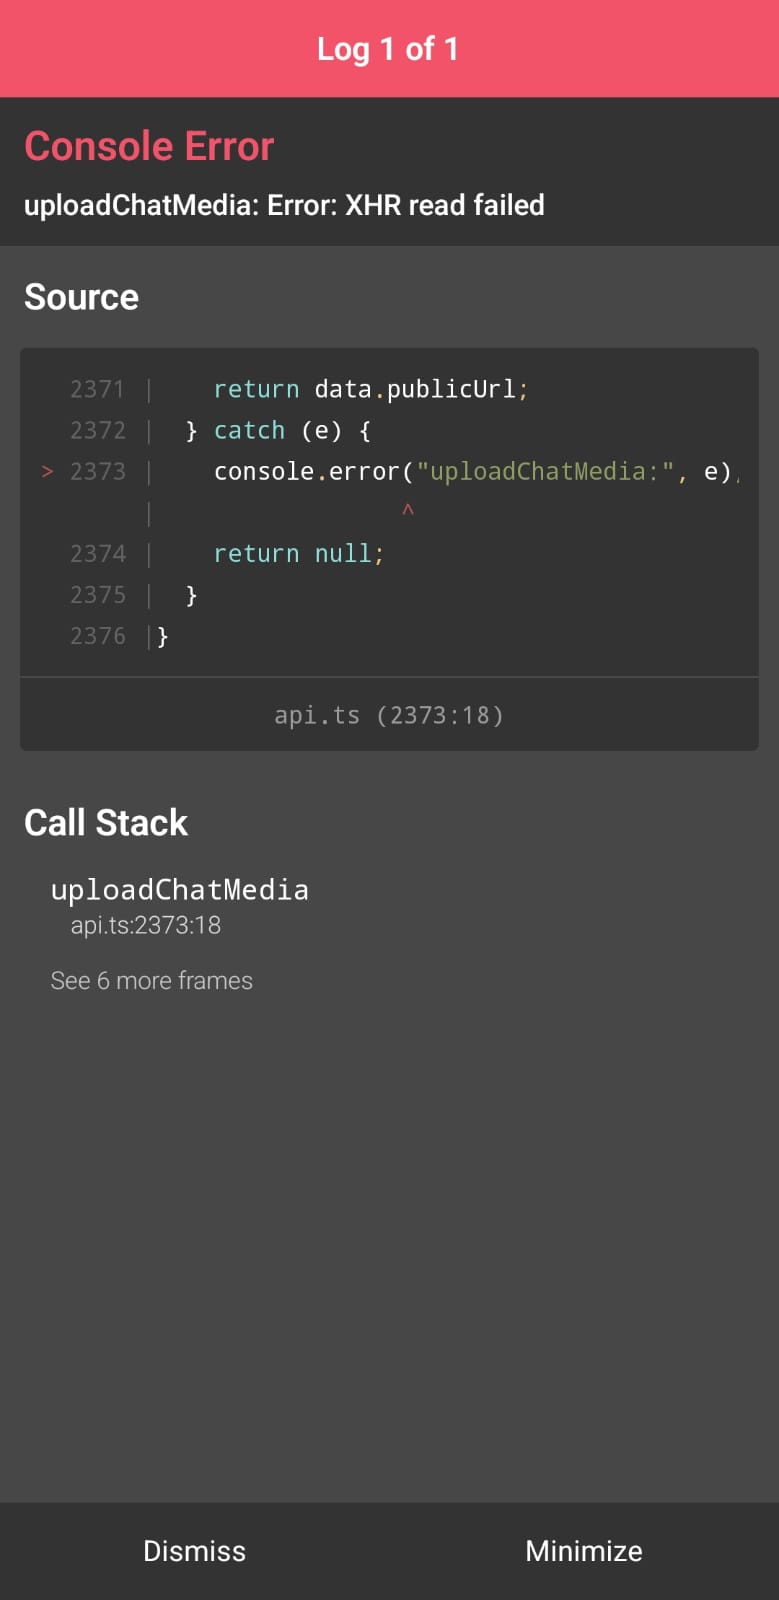 Log 1 of 1
Console Error
uploadChatMedia: Error: XHR read failed
Source
2371 |     return data.publicUrl;
2372 |   } catch (e) {
> 2373 |     console.error("uploadChatMedia:", e)
|                  ^
2374 |     return null;
2375 |   }
2376 |}
api.ts (2373:18)
Call Stack
uploadChatMedia
api.ts:2373:18
See 6 more frames
Dismiss
Minimize